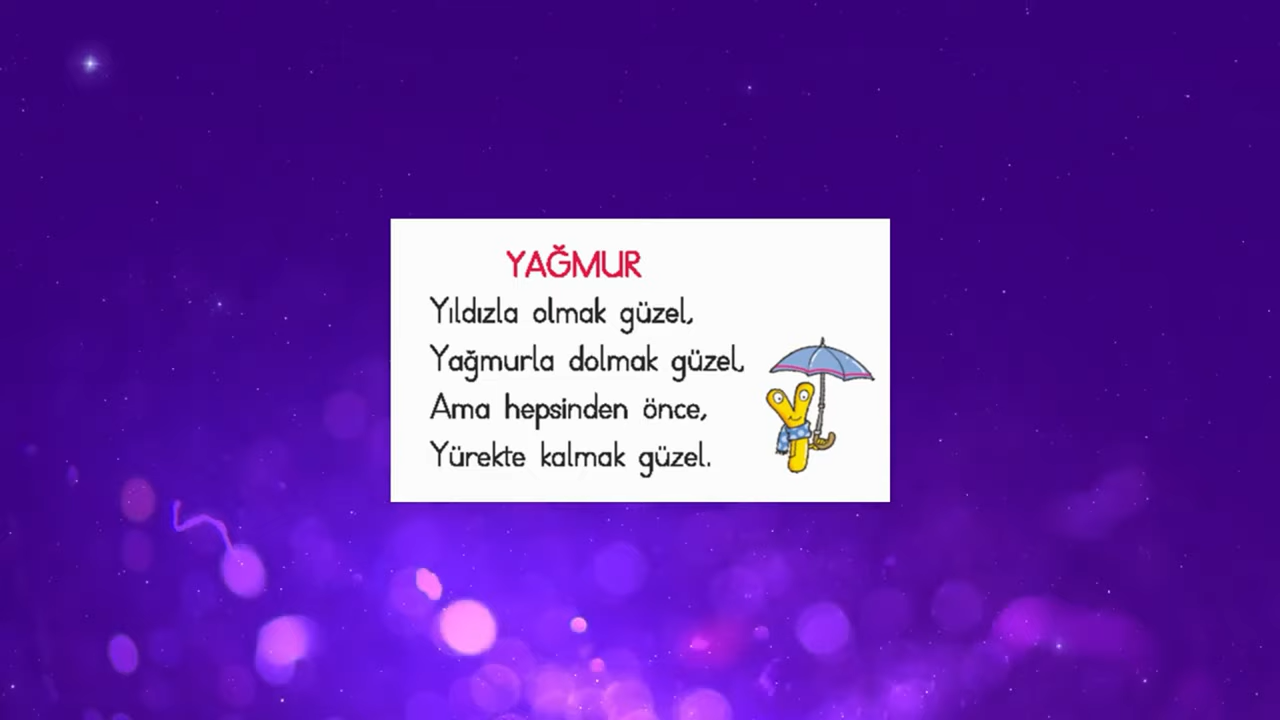 YAĞMUR
Yıldızla olmak güzel,
Yağmurla dolmak güzel,
Ama hepsinden önce,
Yürekte kalmak güzel.